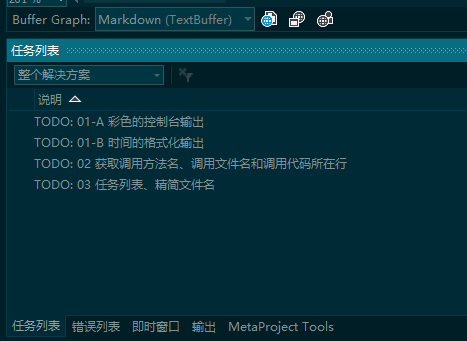 Buffer Graph: Markdown (TextBuffer)
任务列表
整个解决方案
说明
TODO: 01-A 彩色的控制台输出
TODO: 01-B 时间的格式化输出
TODO: 02 获取调用方法名、调用文件名和调用代码所在行
TODO: 03 任务列表、精简文件名
任务列表 错误列表 即时窗口 输出 MetaProject Tools